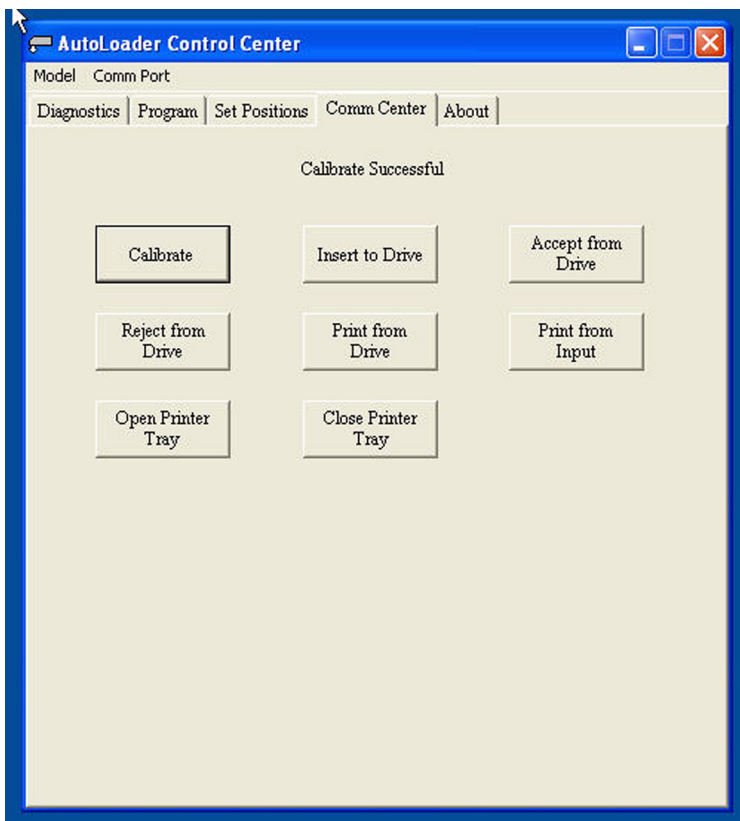 AutoLoader Control Center
Model Comm Port
Diagnostics Program Set Positions Comm Center About
Calibrate Successful
Calibrate Insert to Drive Accept from
Drive
Reject from
Drive
Print from
Drive
Print from
Input
Open Printer
Tray
Close Printer
Tray